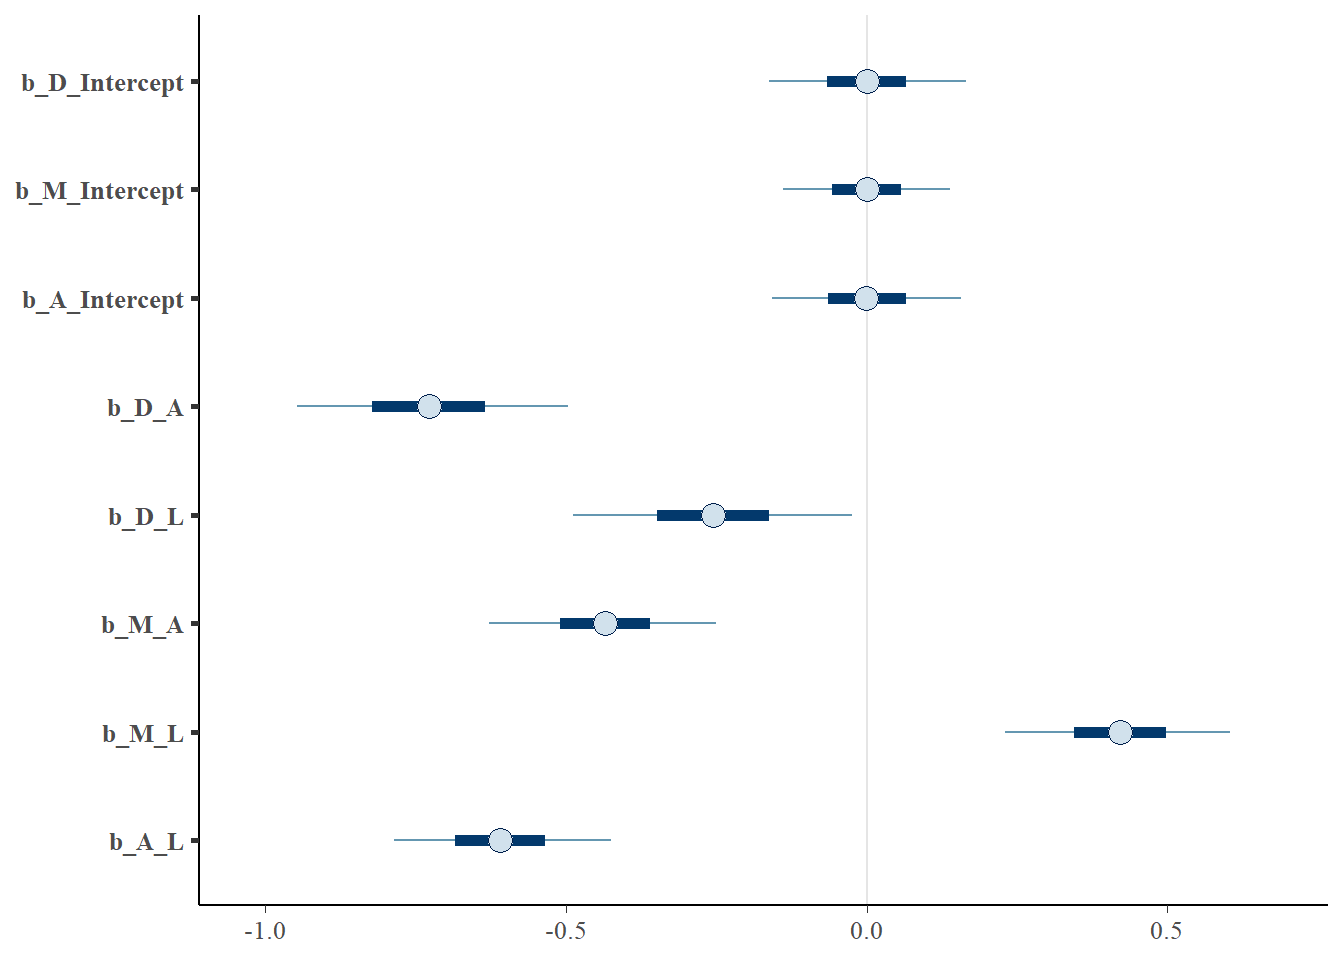 b_D_Intercept
b_M_Intercept
b_A_Intercept
b_D_A
b_D_L
b_M_A
b_M_L
b_A_L
-1.0 -0.5 0.0 0.5